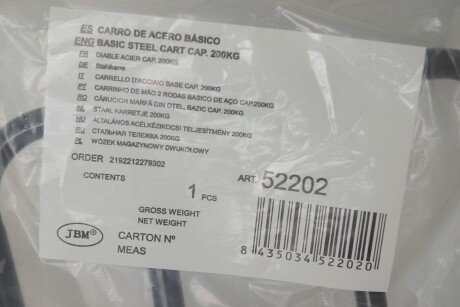 ES CARRO DE ACERO BÁSICO
ENG BASIC STEEL CART CAP. 200KG
FR DIABLE ACIER CAP. 200KG
DE Stahlkarre
IT CARRELLO D'ACCIAIO BASE CAP. 200KG
PT CARRINHO DE MÃO 2 RODAS BASICO DE AÇO CAP.200KG
RO CĂRUCIOR MARFĂ DIN OȚEL, BAZIC CAP. 200KG
NL STAAL KARRETJE 200KG
HU ALTALÁNOS ACÉLKÉZIKOCSI TELJESÍTMÉNY 200KG
RU СТАЛЬНАЯ ТЕЛЕЖКА 200KG
PL WÓZEK MAGAZYNOWY DWUKOŁOWY
ORDER 2192212279302
CONTENTS
1 PCS
ART. 52202
GROSS WEIGHT
NET WEIGHT
JBM®
CARTON Nº
MEAS
8 435034 522020